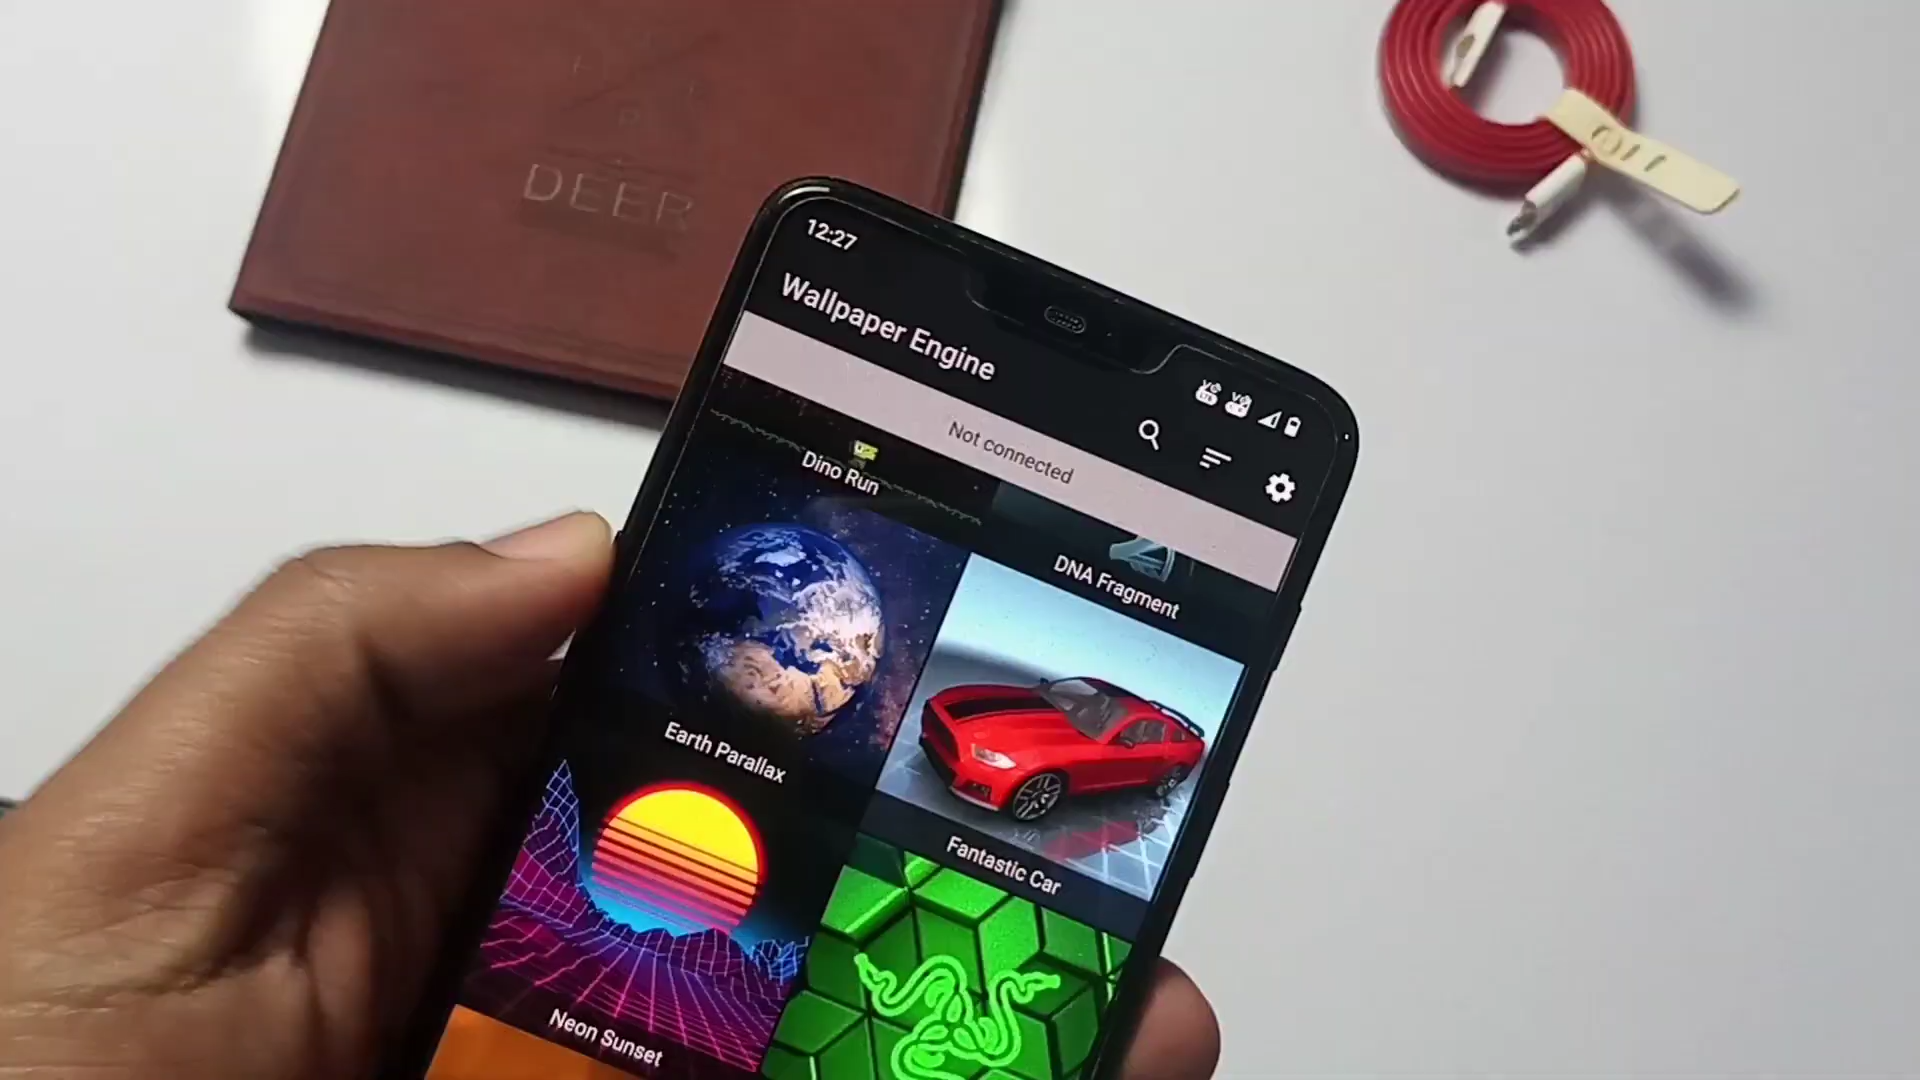 DEER
12:27
Wallpaper Engine
Not connected
Dino Run
DNA Fragment
Earth Parallax
Fantastic Car
Neon Sunset